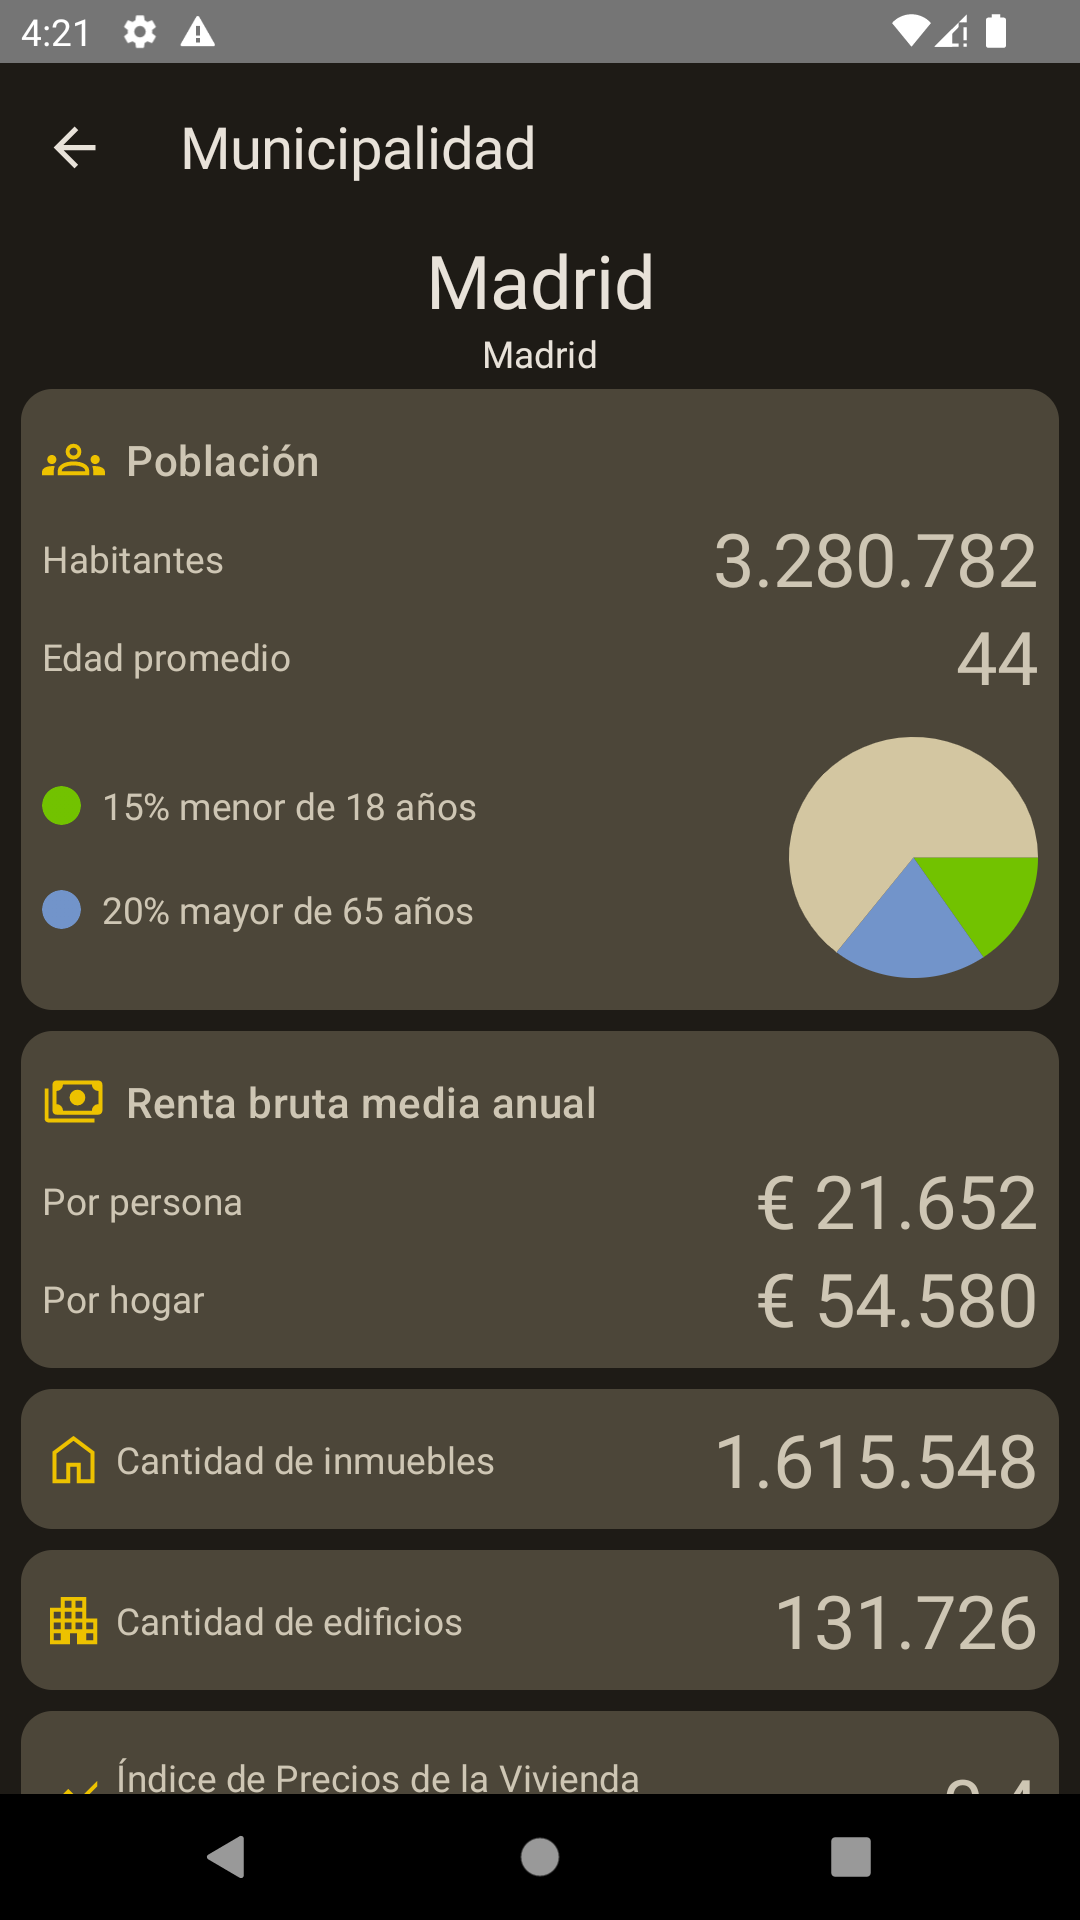 4:21
Municipalidad
Madrid
Madrid
Población
Habitantes 3.280.782
Edad promedio 44
15% menor de 18 años
20% mayor de 65 años
Renta bruta media anual
Por persona € 21.652
Por hogar € 54.580
Cantidad de inmuebles 1.615.548
Cantidad de edificios 131.726
Índice de Precios de la Vivienda